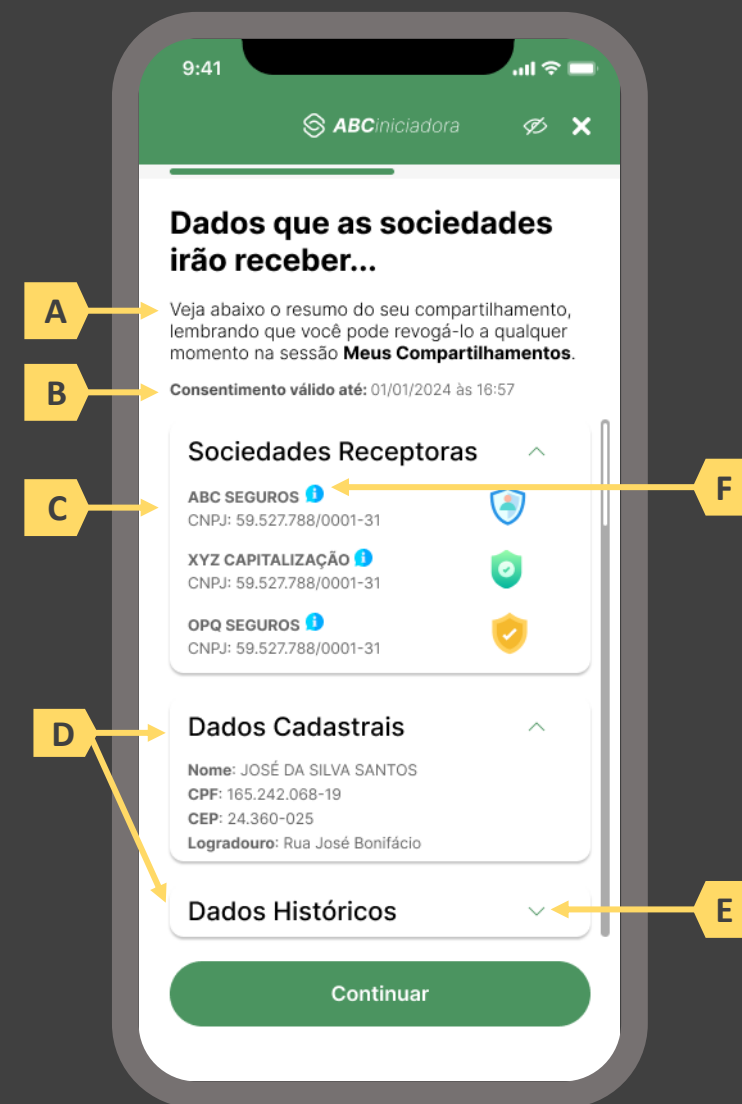 9:41
ABCiniciadora
Dados que as sociedades
irão receber...
A
Veja abaixo o resumo do seu compartilhamento,
lembrando que você pode revogá-lo a qualquer
momento na sessão Meus Compartilhamentos.
B
Consentimento válido até: 01/01/2024 às 16:57
Sociedades Receptoras
F
C
ABC SEGUROS i
CNPJ: 59.527.788/0001-31
XYZ CAPITALIZAÇÃO i
CNPJ: 59.527.788/0001-31
OPQ SEGUROS i
CNPJ: 59.527.788/0001-31
D
Dados Cadastrais
Nome: JOSÉ DA SILVA SANTOS
CPF: 165.242.068-19
CEP: 24.360-025
Logradouro: Rua José Bonifácio
Dados Históricos
E
Continuar